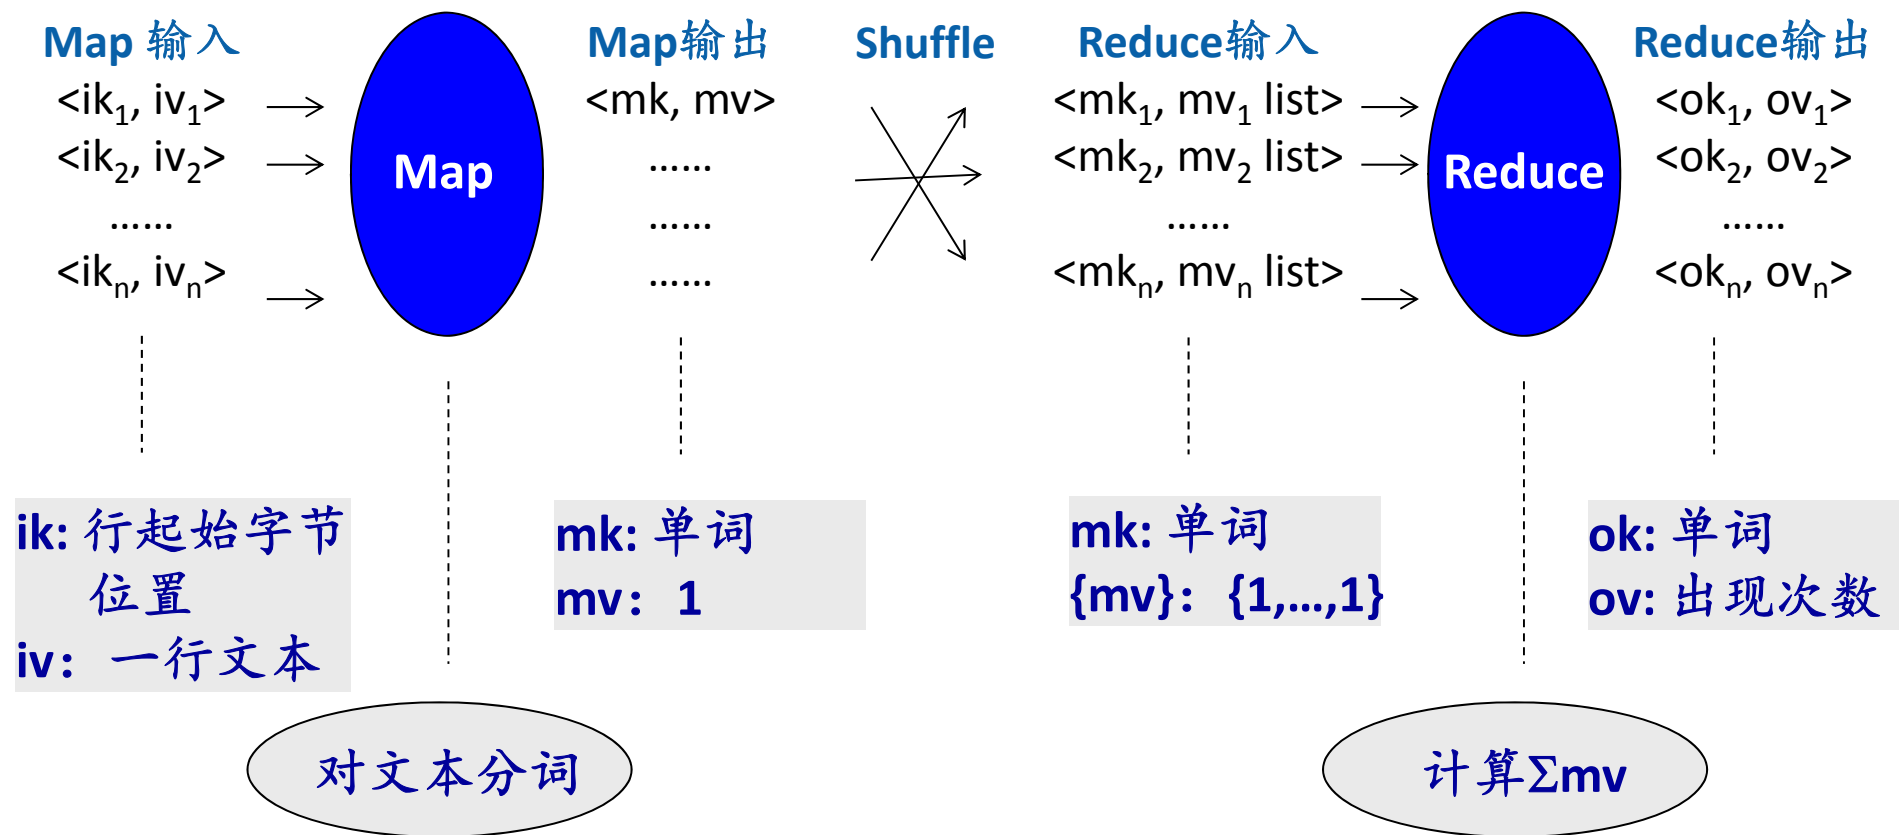 Map 输入
<ik1, iv1>
<ik2, iv2>
……
<ikn, ivn>
Map
Map输出
<mk, mv>
……
……
……
Shuffle
Reduce输入
<mk1, mv1 list>
<mk2, mv2 list>
……
<mkn, mvn list>
Reduce
Reduce输出
<ok1, ov1>
<ok2, ov2>
……
<okn, ovn>
ik: 行起始字节
位置
iv: 一行文本
mk: 单词
mv: 1
mk: 单词
{mv}: {1,…,1}
ok: 单词
ov: 出现次数
对文本分词
计算Σmv